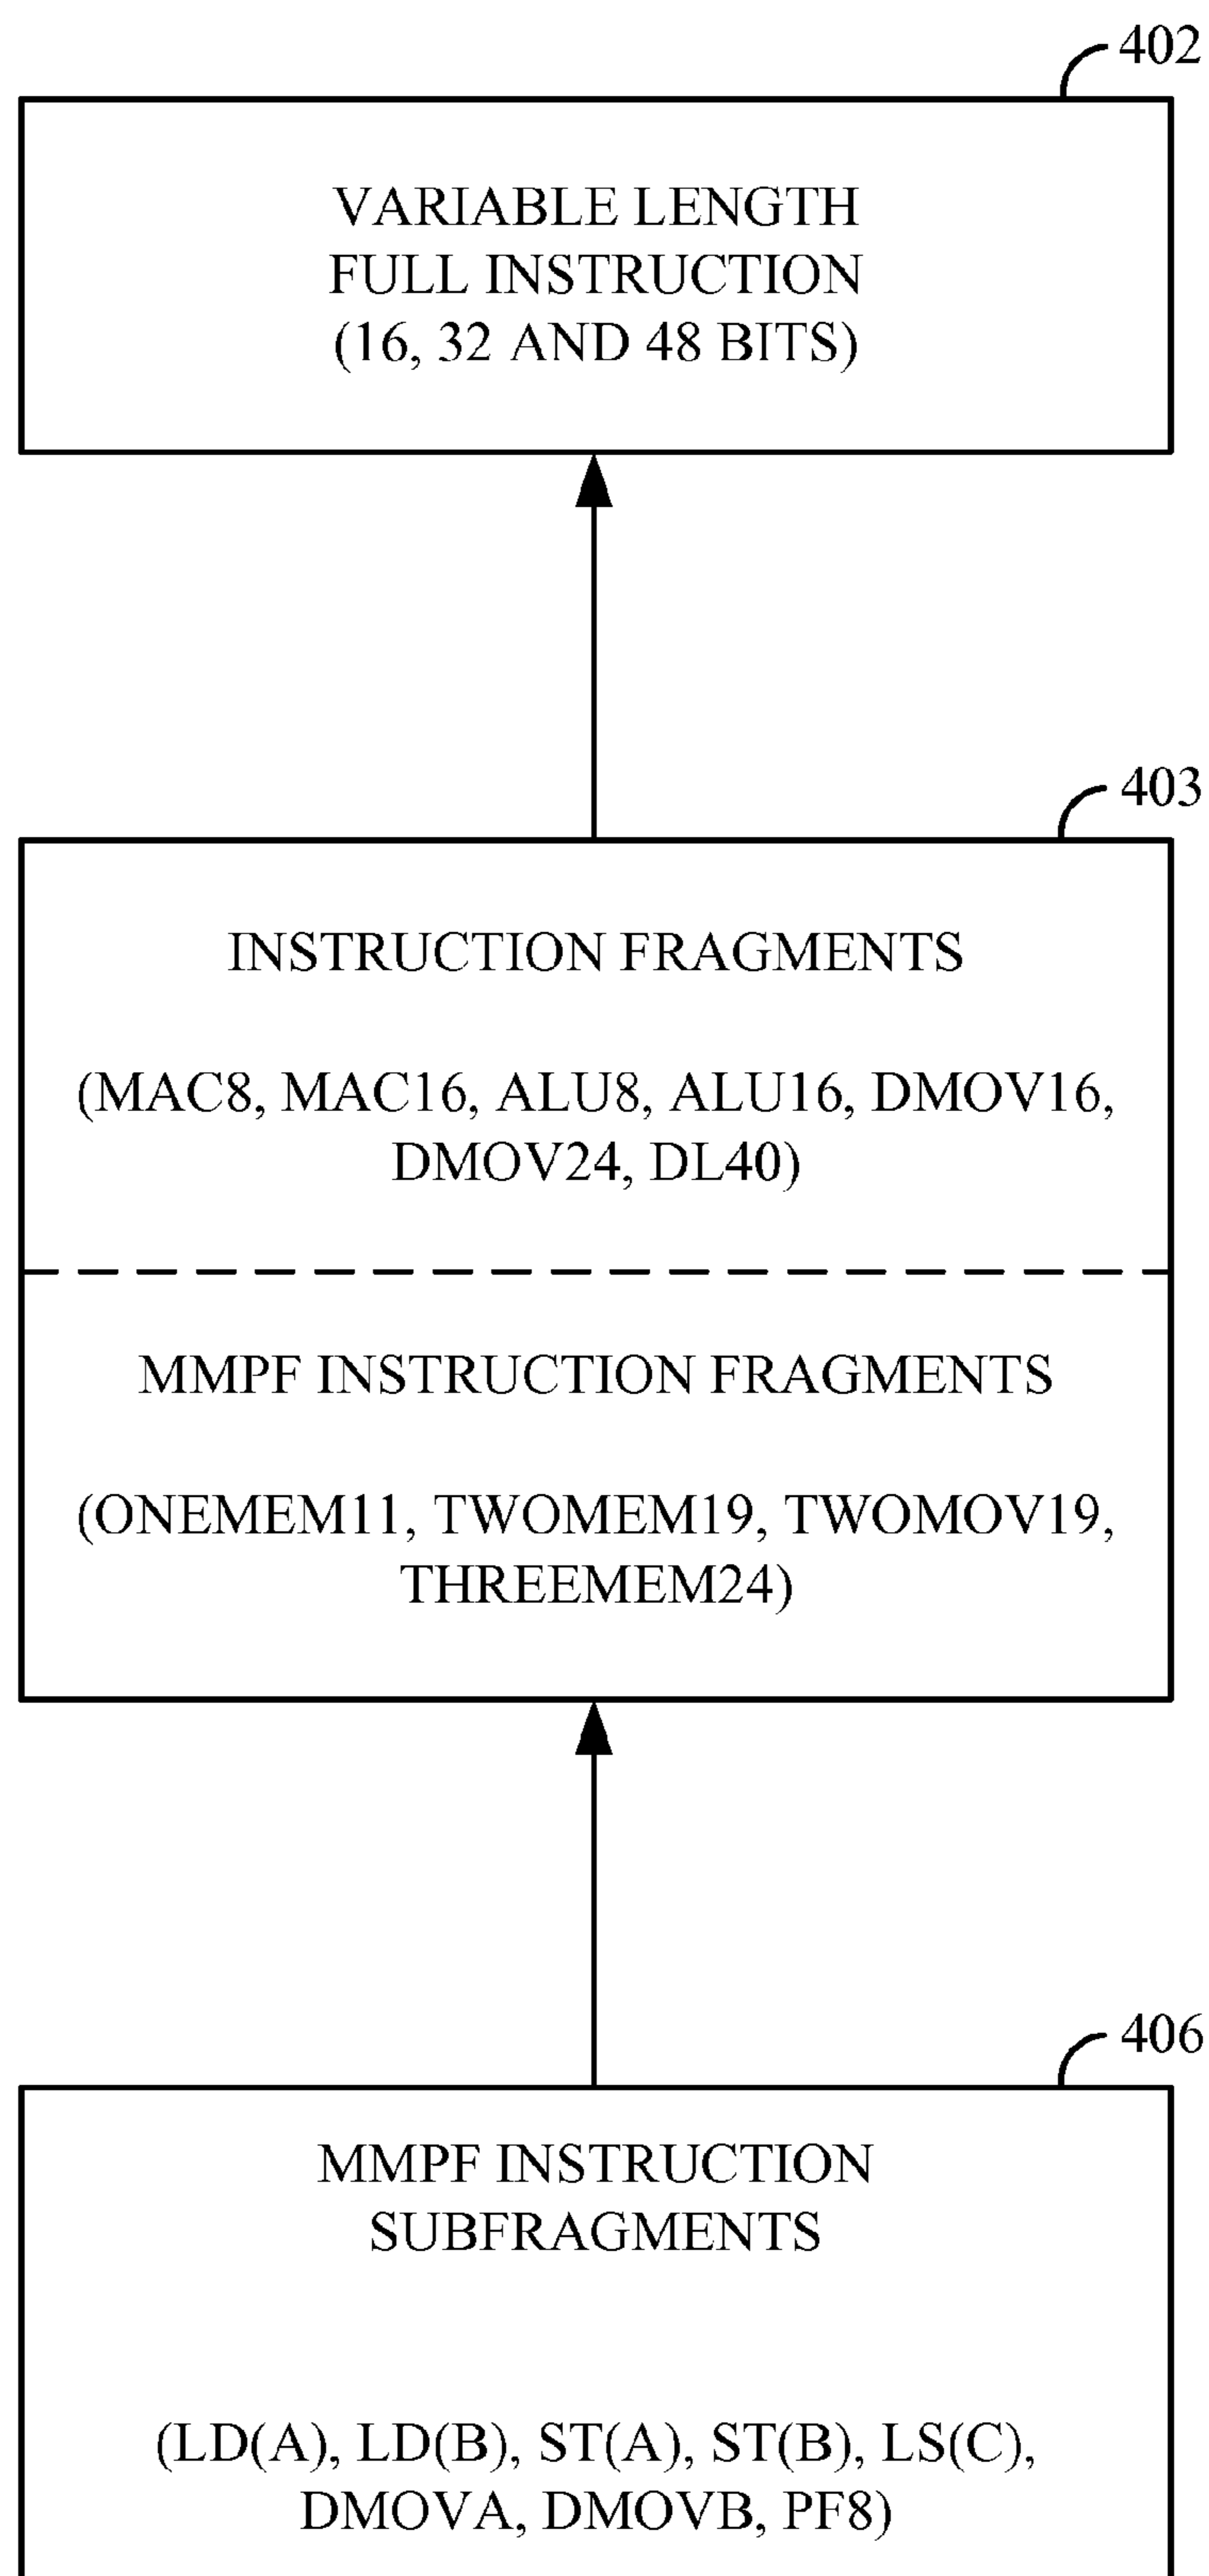 402
VARIABLE LENGTH
FULL INSTRUCTION
(16, 32 AND 48 BITS)
403
INSTRUCTION FRAGMENTS
(MAC8, MAC16, ALU8, ALU16, DMOV16,
DMOV24, DL40)
MMPF INSTRUCTION FRAGMENTS
(ONEMEM11, TWOMEM19, TWOMOV19,
THREEMEM24)
406
MMPF INSTRUCTION
SUBFRAGMENTS
(LD(A), LD(B), ST(A), ST(B), LS(C),
DMOVA, DMOVB, PF8)